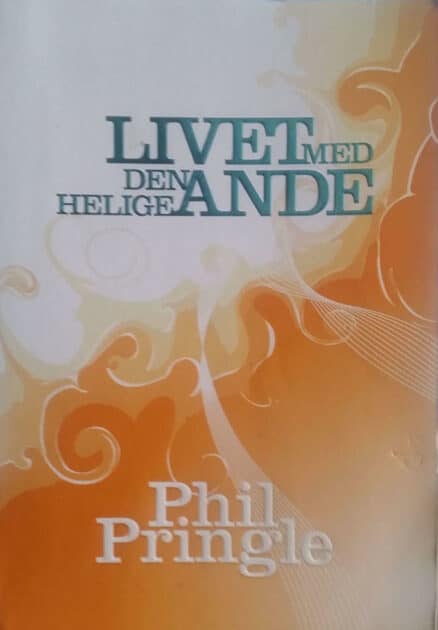 LIVET MED
DEN
HELIGE ANDE
Phil
Pringle